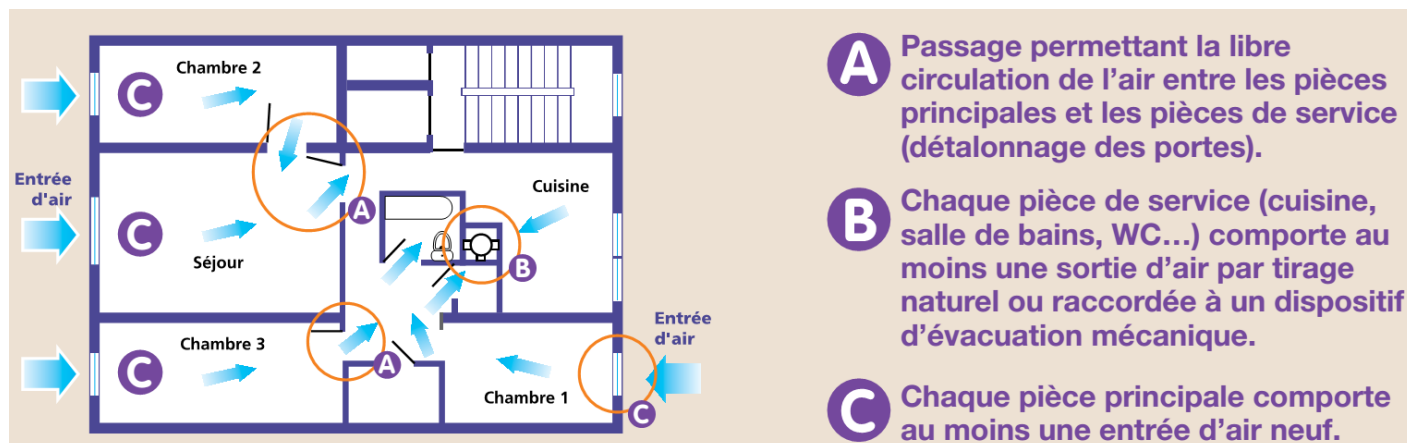 C
Chambre 2
Entrée
d'air
C
Séjour
A
Cuisine
B
C
Chambre 3
A
Chambre 1
Entrée
d'air
C
A
Passage permettant la libre
circulation de l’air entre les pièces
principales et les pièces de service
(détalonnage des portes).
B
Chaque pièce de service (cuisine,
salle de bains, WC…) comporte au
moins une sortie d’air par tirage
naturel ou raccordée à un dispositif
d’évacuation mécanique.
C
Chaque pièce principale comporte
au moins une entrée d’air neuf.